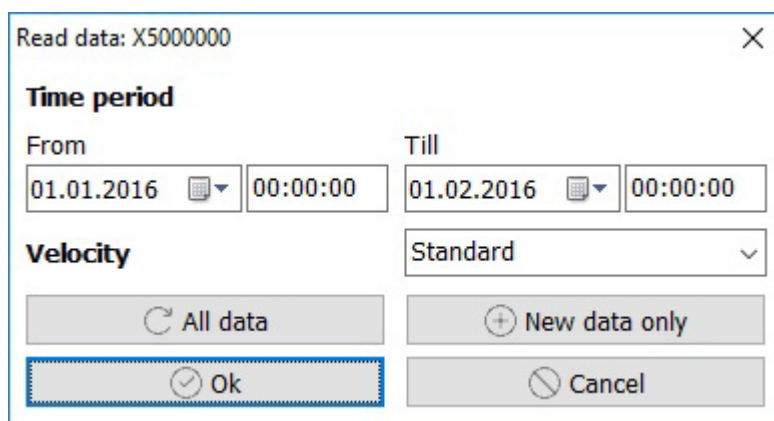 Read data: X5000000
Time period
From Till
01.01.2016 00:00:00 01.02.2016 00:00:00
Velocity Standard
All data New data only
Ok Cancel